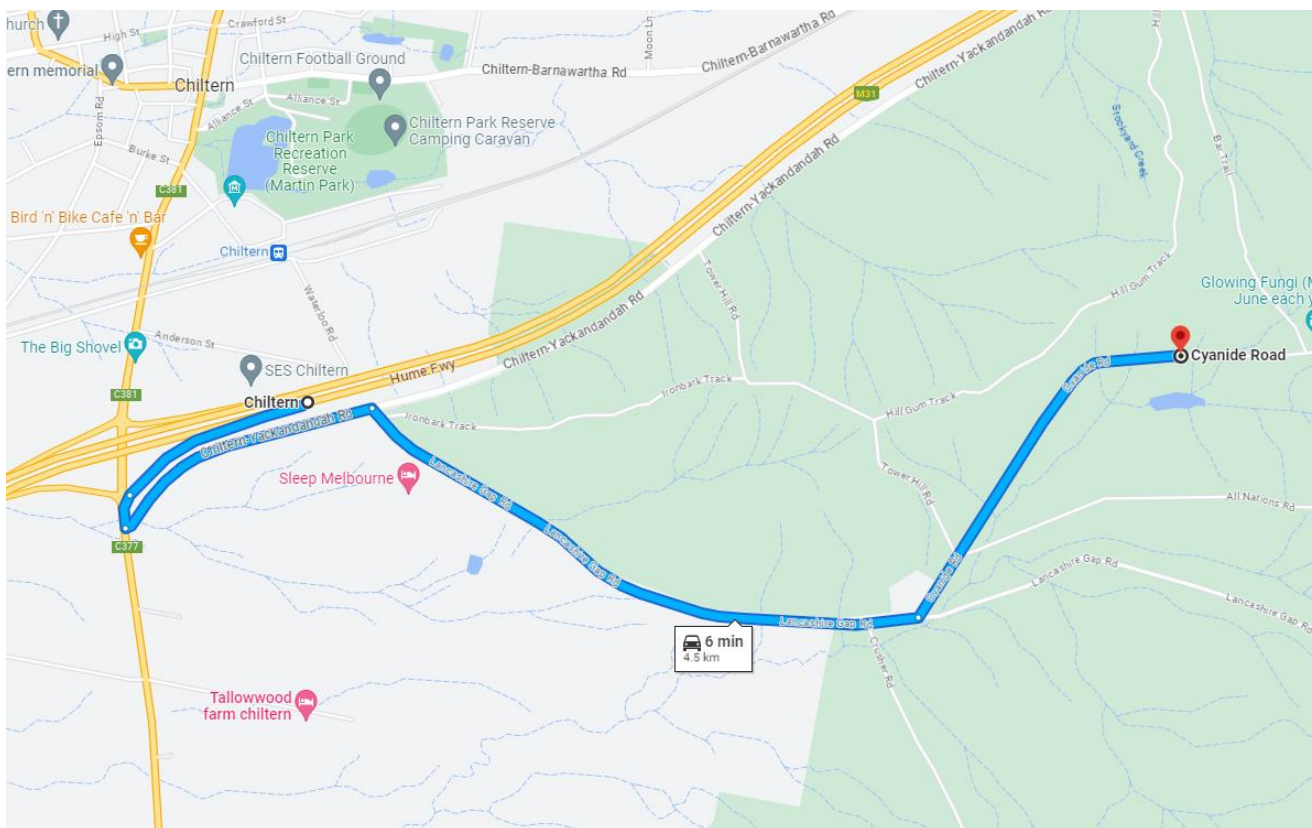 hurch
Crawford St
High St
Hill
Moon Ln
Chiltern-Barnawartha Rd
Chiltern-Yackandandah Rd
Chiltern Football Ground
Chiltern-Barnawartha Rd
ern memorial
Chiltern
M31
Alliance St
Epsom Rd
Alliance St
Chiltern Park Reserve
Camping Caravan
Stockyard Creek
Bar Trail
Burke St
Chiltern Park
Recreation
Reserve
(Martin Park)
C381
Chiltern-Yackandandah Rd
Bird 'n' Bike Cafe 'n' Bar
Chiltern
Waterloo Rd
Tower Hill Rd
Hill Gum Track
Glowing Fungi (M
June each y
The Big Shovel
Anderson St
Chiltern-Yackandandah Rd
SES Chiltern
Hume Fwy
Cyanide Road
Cyanide Rd
C381
Chiltern
Ironbark Track
Chiltern-Yackandandah Rd
Ironbark Track
Hill Gum Track
Sleep Melbourne
Lancashire Gap Rd
Tower Hill Rd
All Nations Rd
C377
Lancashire Gap Rd
Cyanide Rd
Lancashire Gap Rd
Lancashire Gap Rd
Lancashire Gap Rd
6 min
4.5 km
Crusher Rd
Tallowwood
farm chiltern